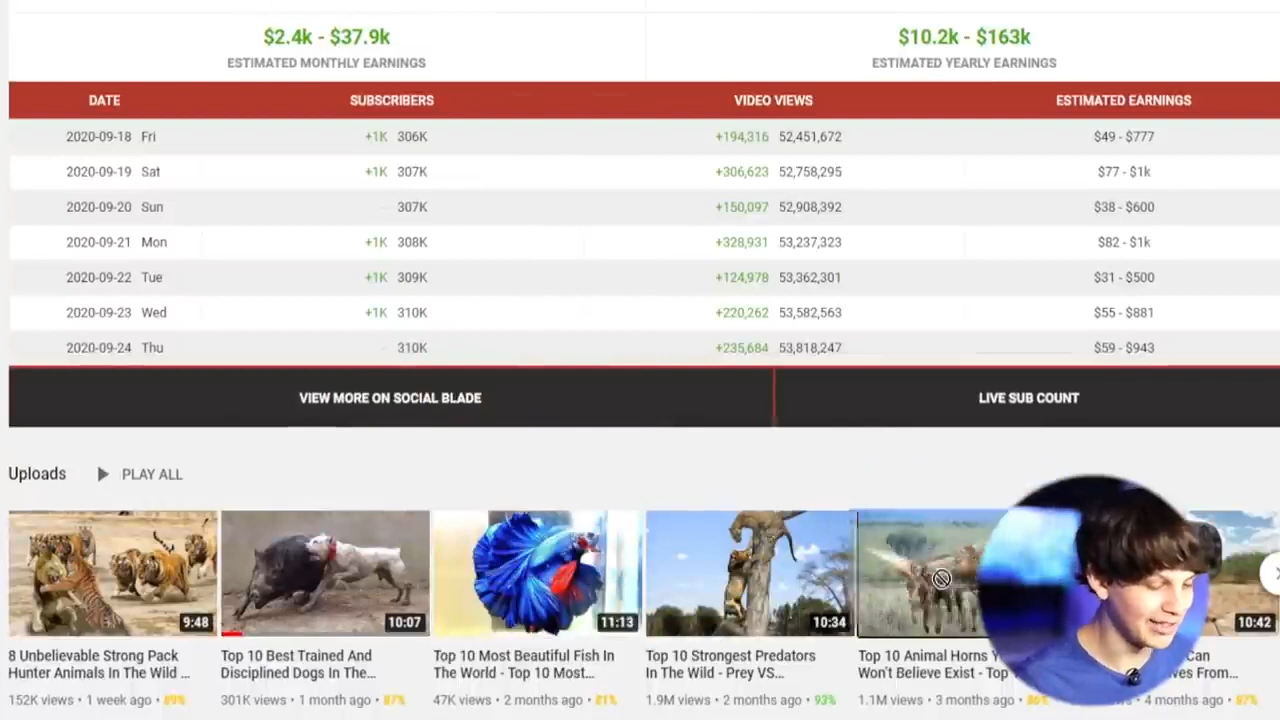 $2.4k - $37.9k
$10.2k - $163k
ESTIMATED MONTHLY EARNINGS
ESTIMATED YEARLY EARNINGS
DATE SUBSCRIBERS VIDEO VIEWS ESTIMATED EARNINGS
2020-09-18 Fri +1K 306K +194,316 52,451,672 $49 - $777
2020-09-19 Sat +1K 307K +306,623 52,758,295 $77 - $1k
2020-09-20 Sun - 307K +150,097 52,908,392 $38 - $600
2020-09-21 Mon +1K 308K +328,931 53,237,323 $82 - $1k
2020-09-22 Tue +1K 309K +124,978 53,362,301 $31 - $500
2020-09-23 Wed +1K 310K +220,262 53,582,563 $55 - $881
2020-09-24 Thu - 310K +235,684 53,818,247 $59 - $943
VIEW MORE ON SOCIAL BLADE LIVE SUB COUNT
Uploads PLAY ALL
9:48
10:07
11:13
10:34
10:42
8 Unbelievable Strong Pack
Hunter Animals In The Wild ...
152K views • 1 week ago • 89%
Top 10 Best Trained And
Disciplined Dogs In The...
301K views • 1 month ago • 87%
Top 10 Most Beautiful Fish In
The World - Top 10 Most...
47K views • 2 months ago • 81%
Top 10 Strongest Predators
In The Wild - Prey VS...
1.9M views • 2 months ago • 93%
Top 10 Animal Horns
Won't Believe Exist - Top
1.1M views • 3 months ago • 86%
Can
From...
4 months ago • 87%